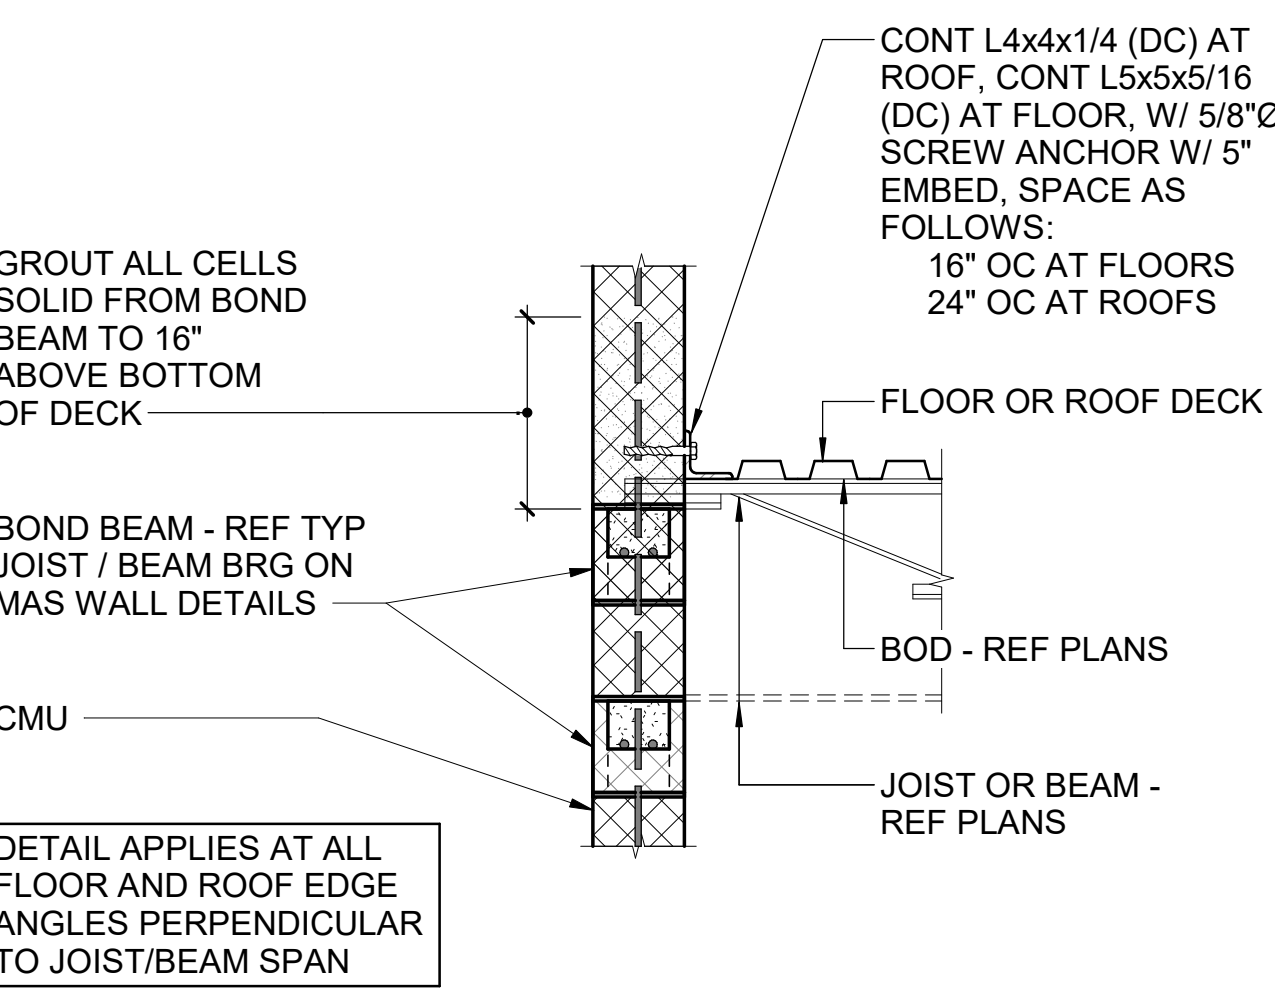 CONT L4x4x1/4 (DC) AT
ROOF, CONT L5x5x5/16
(DC) AT FLOOR, W/ 5/8"Ø
SCREW ANCHOR W/ 5"
EMBED, SPACE AS
FOLLOWS:
16" OC AT FLOORS
24" OC AT ROOFS
GROUT ALL CELLS
SOLID FROM BOND
BEAM TO 16"
ABOVE BOTTOM
OF DECK
FLOOR OR ROOF DECK
BOND BEAM - REF TYP
JOIST / BEAM BRG ON
MAS WALL DETAILS
BOD - REF PLANS
CMU
JOIST OR BEAM -
REF PLANS
DETAIL APPLIES AT ALL
FLOOR AND ROOF EDGE
ANGLES PERPENDICULAR
TO JOIST/BEAM SPAN